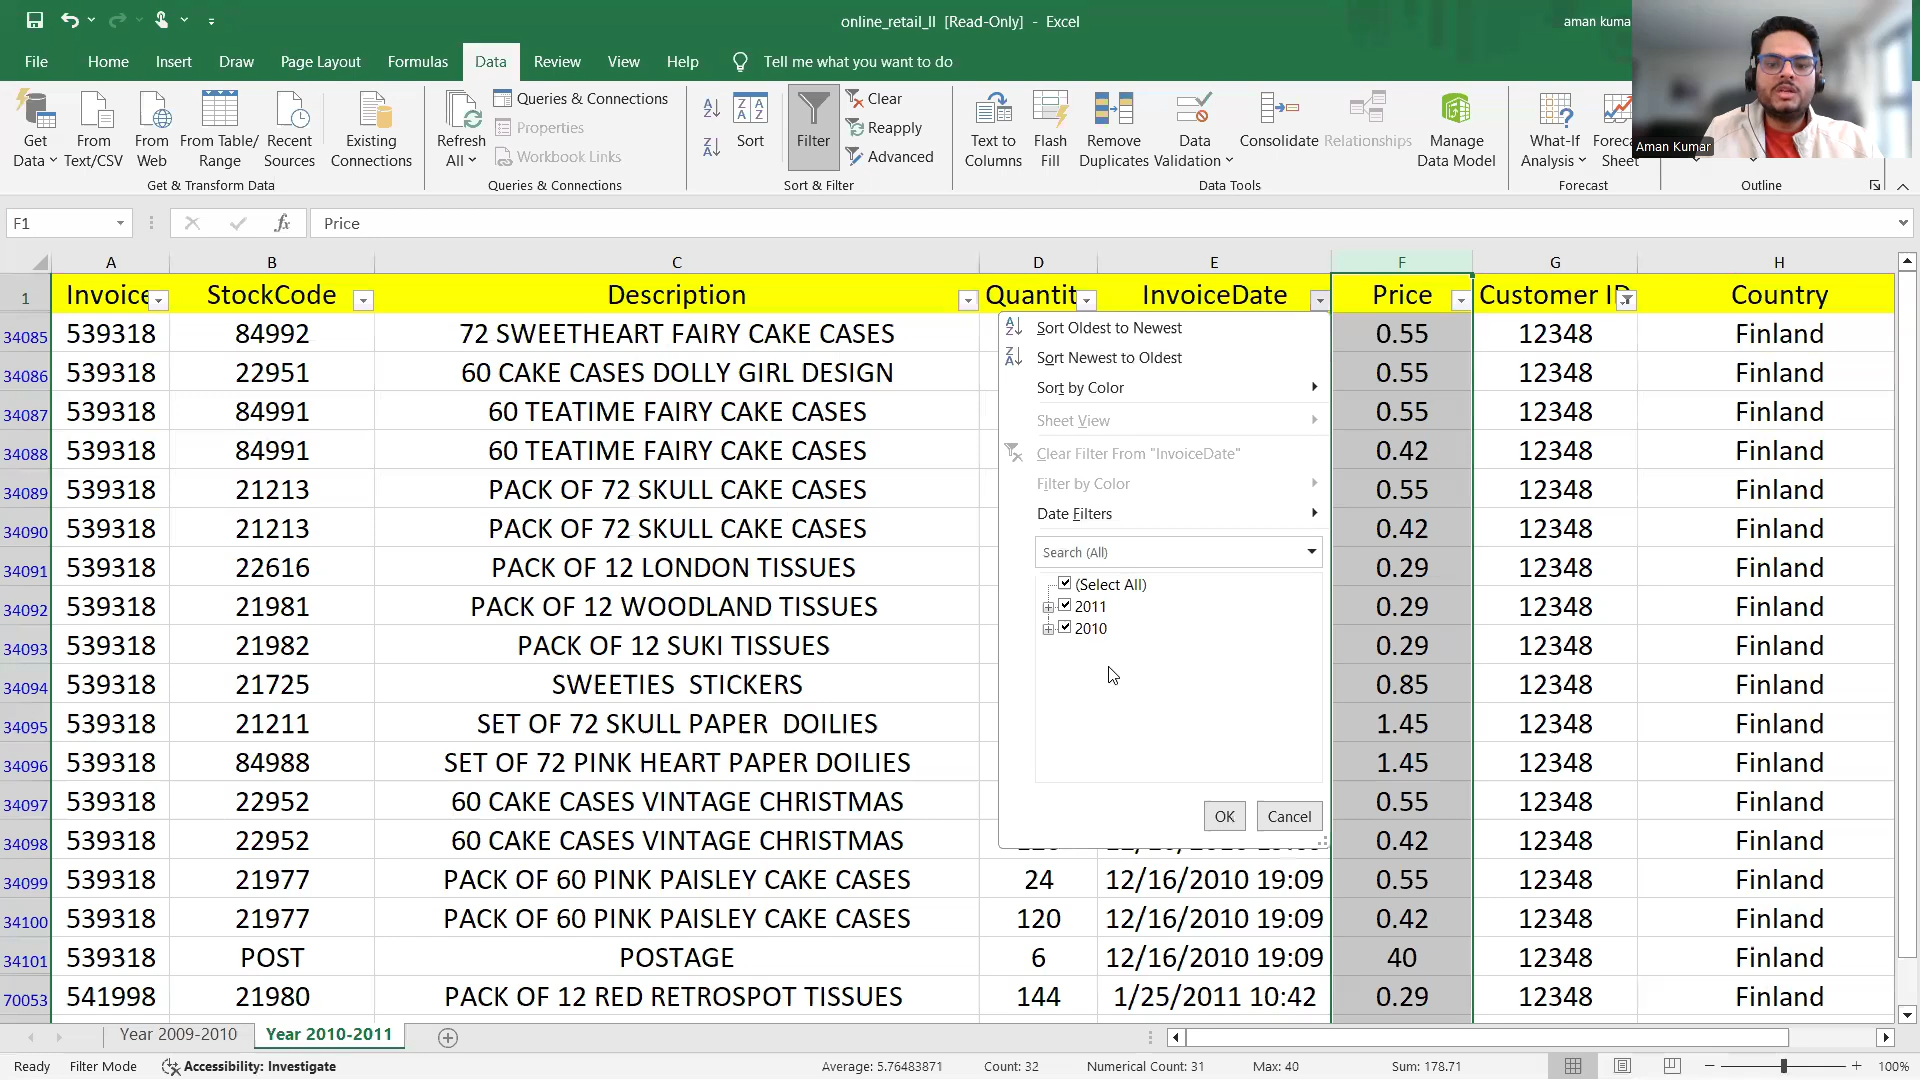 online_retail_II [Read-Only] - Excel
aman kuma
File Home Insert Draw Page Layout Formulas Data Review View Help Tell me what you want to do
Get Data
From Text/CSV
From Web
From Table/ Range
Recent Sources
Existing Connections
Get & Transform Data
Refresh All
Queries & Connections
Properties
Workbook Links
Queries & Connections
Sort
Filter
Clear
Reapply
Advanced
Sort & Filter
Text to Columns
Flash Fill
Remove Duplicates
Data Validation
Consolidate
Relationships
Manage Data Model
Data Tools
What-If Analysis
Foreca Sheet
Forecast
Outline
Aman Kumar
F1 fx Price
A B C D E F G H
1 Invoice StockCode Description Quantit InvoiceDate Price Customer ID Country
34085 539318 84992 72 SWEETHEART FAIRY CAKE CASES 0.55 12348 Finland
34086 539318 22951 60 CAKE CASES DOLLY GIRL DESIGN 0.55 12348 Finland
34087 539318 84991 60 TEATIME FAIRY CAKE CASES 0.55 12348 Finland
34088 539318 84991 60 TEATIME FAIRY CAKE CASES 0.42 12348 Finland
34089 539318 21213 PACK OF 72 SKULL CAKE CASES 0.55 12348 Finland
34090 539318 21213 PACK OF 72 SKULL CAKE CASES 0.42 12348 Finland
34091 539318 22616 PACK OF 12 LONDON TISSUES 0.29 12348 Finland
34092 539318 21981 PACK OF 12 WOODLAND TISSUES 0.29 12348 Finland
34093 539318 21982 PACK OF 12 SUKI TISSUES 0.29 12348 Finland
34094 539318 21725 SWEETIES STICKERS 0.85 12348 Finland
34095 539318 21211 SET OF 72 SKULL PAPER DOILIES 1.45 12348 Finland
34096 539318 84988 SET OF 72 PINK HEART PAPER DOILIES 1.45 12348 Finland
34097 539318 22952 60 CAKE CASES VINTAGE CHRISTMAS 0.55 12348 Finland
34098 539318 22952 60 CAKE CASES VINTAGE CHRISTMAS 0.42 12348 Finland
34099 539318 21977 PACK OF 60 PINK PAISLEY CAKE CASES 24 12/16/2010 19:09 0.55 12348 Finland
34100 539318 21977 PACK OF 60 PINK PAISLEY CAKE CASES 120 12/16/2010 19:09 0.42 12348 Finland
34101 539318 POST POSTAGE 6 12/16/2010 19:09 40 12348 Finland
70053 541998 21980 PACK OF 12 RED RETROSPOT TISSUES 144 1/25/2011 10:42 0.29 12348 Finland
Sort Oldest to Newest
Sort Newest to Oldest
Sort by Color
Sheet View
Clear Filter From "InvoiceDate"
Filter by Color
Date Filters
Search (All)
(Select All)
2011
2010
OK Cancel
Year 2009-2010 Year 2010-2011
Ready Filter Mode Accessibility: Investigate Average: 5.76483871 Count: 32 Numerical Count: 31 Max: 40 Sum: 178.71 100%